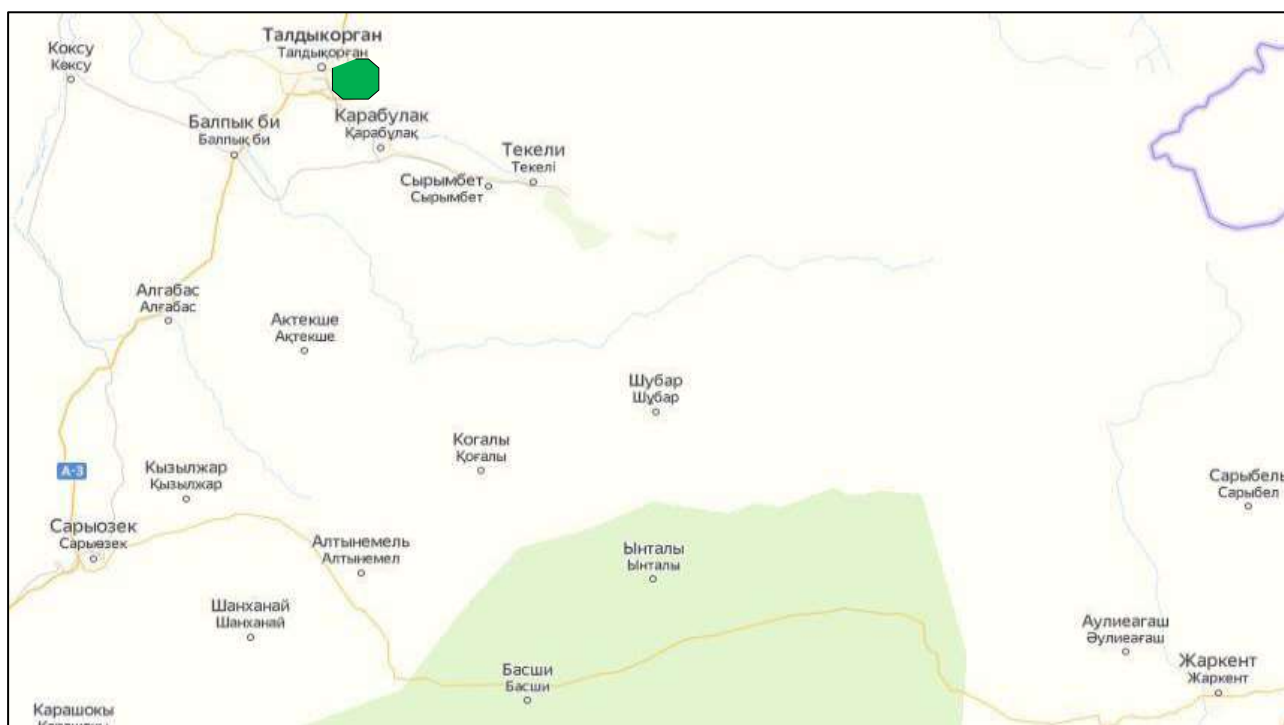 Талдыкорган
Талдықорған
Коксу
Көксу
Карабулак
Қарабұлақ
Балпык би
Балпық би
Текели
Текелі
Сырымбет
Сырымбет
Алгабас
Алғабас
Актекше
Ақтекше
Шубар
Шұбар
Когалы
Қоғалы
А-3
Кызылжар
Қызылжар
Сарыбель
Сарыбел
Сарыозек
Сарыөзек
Алтынемель
Алтынемел
Ынталы
Ынталы
Шанханай
Шанханай
Аулиеагаш
Әулиеағаш
Басши
Басши
Жаркент
Жаркент
Карашокы